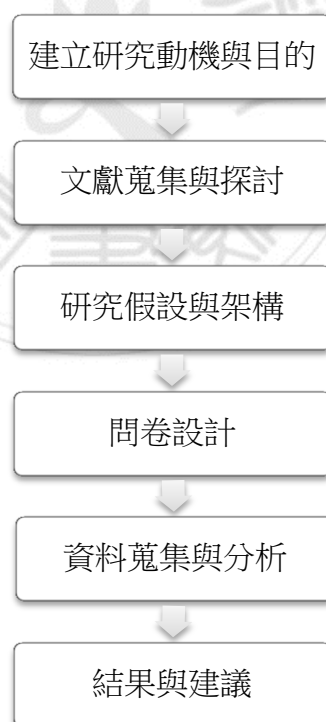 建立研究動機與目的
文獻蒐集與探討
研究假設與架構
問卷設計
資料蒐集與分析
結果與建議